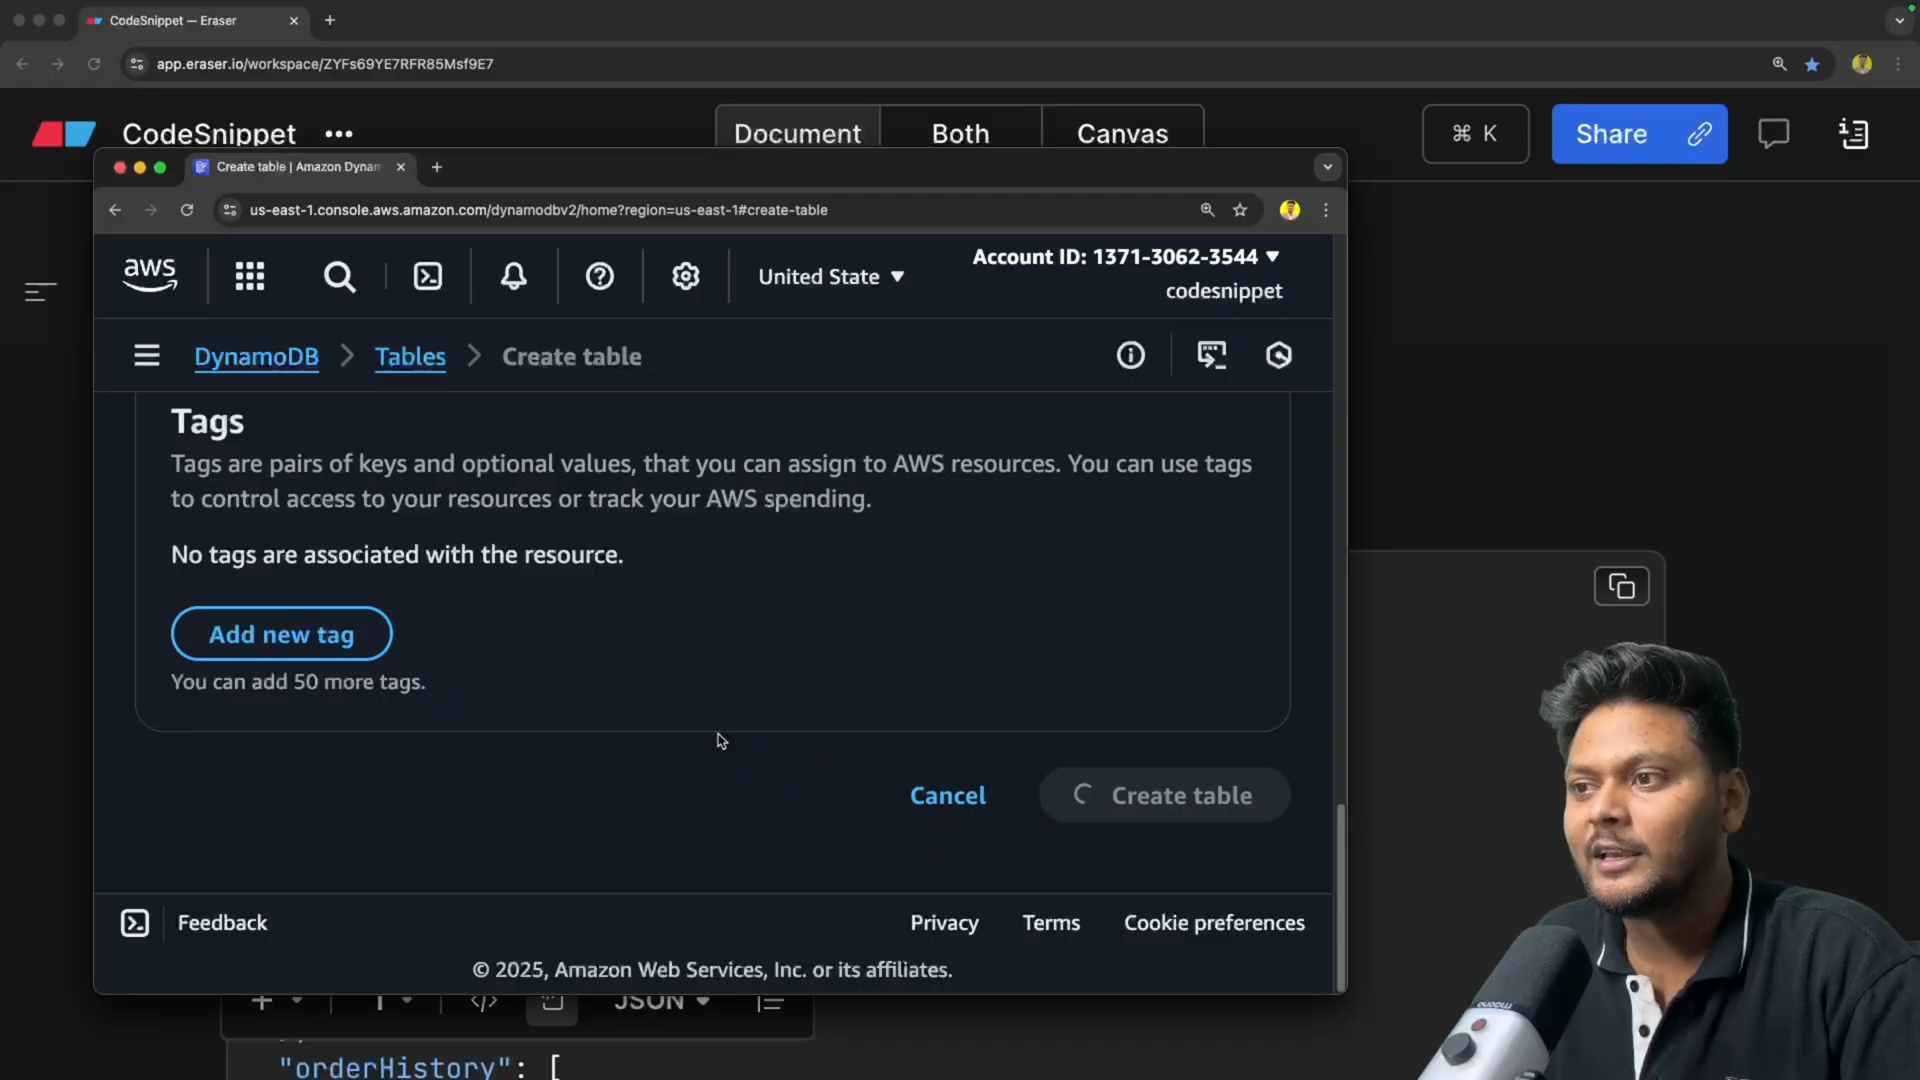 CodeSnippet — Eraser
app.eraser.io/workspace/ZYFs69YE7RFR85Msf9E7
CodeSnippet •••
Document
Both
Canvas
⌘ K
Share
Create table | Amazon Dynam
us-east-1.console.aws.amazon.com/dynamodbv2/home?region=us-east-1#create-table
aws
United State ▼
Account ID: 1371-3062-3544 ▼
codesnippet
DynamoDB > Tables > Create table
Tags
Tags are pairs of keys and optional values, that you can assign to AWS resources. You can use tags
to control access to your resources or track your AWS spending.
No tags are associated with the resource.
Add new tag
You can add 50 more tags.
Cancel
Create table
Feedback
Privacy
Terms
Cookie preferences
© 2025, Amazon Web Services, Inc. or its affiliates.
JSON
"orderHistory": [